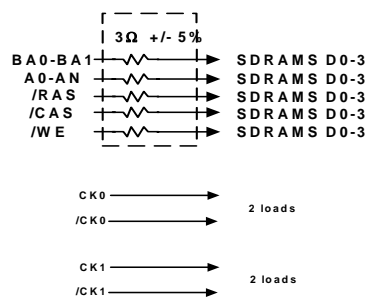 3Ω +/- 5%
BA0-BA1 SDRAMS D0-3
A0-AN SDRAMS D0-3
/RAS SDRAMS D0-3
/CAS SDRAMS D0-3
/WE SDRAMS D0-3
CK0
/CK0
2 loads
CK1
/CK1
2 loads